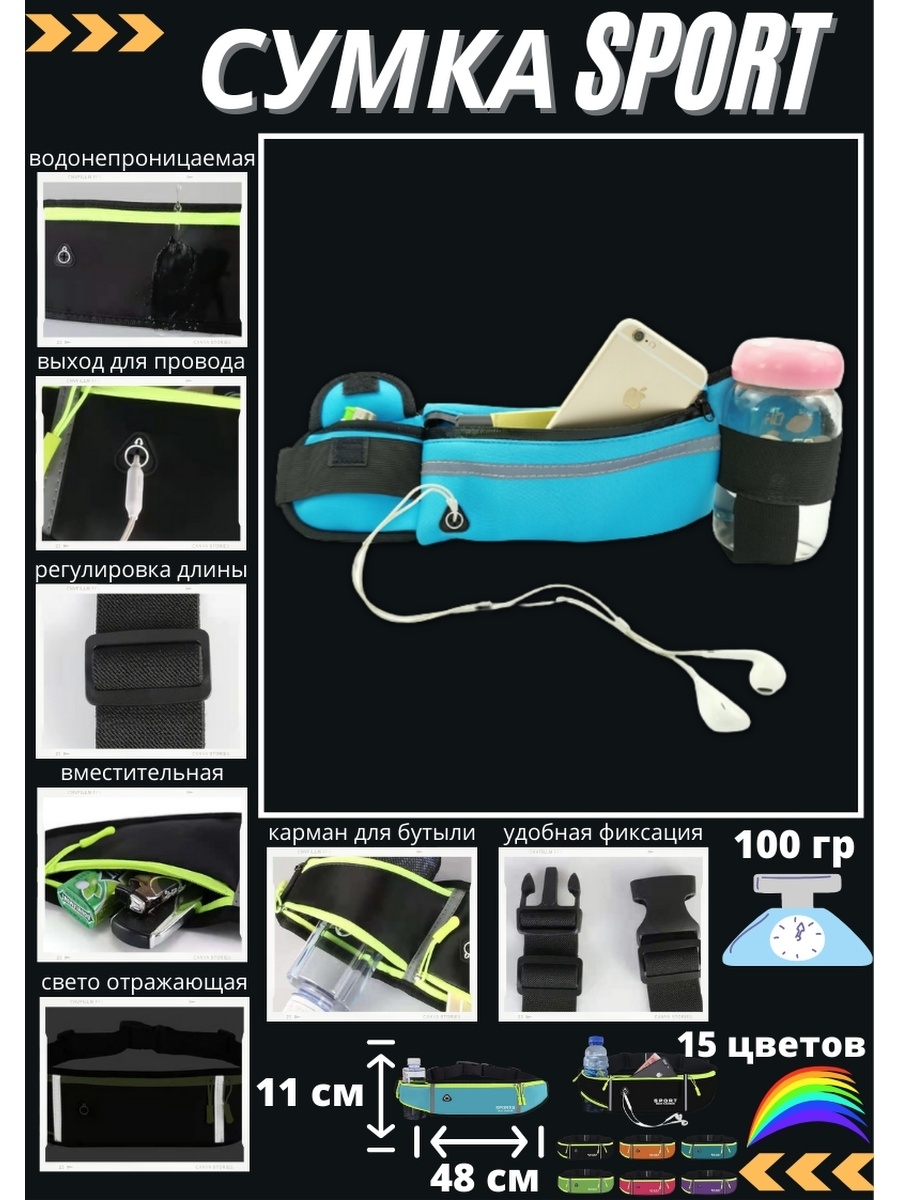 СУМКА SPORT
водонепроницаемая
выход для провода
регулировка длины
вместительная
свето отражающая
карман для бутыли
удобная фиксация
100 гр
11 см
48 см
15 цветов
SPORT